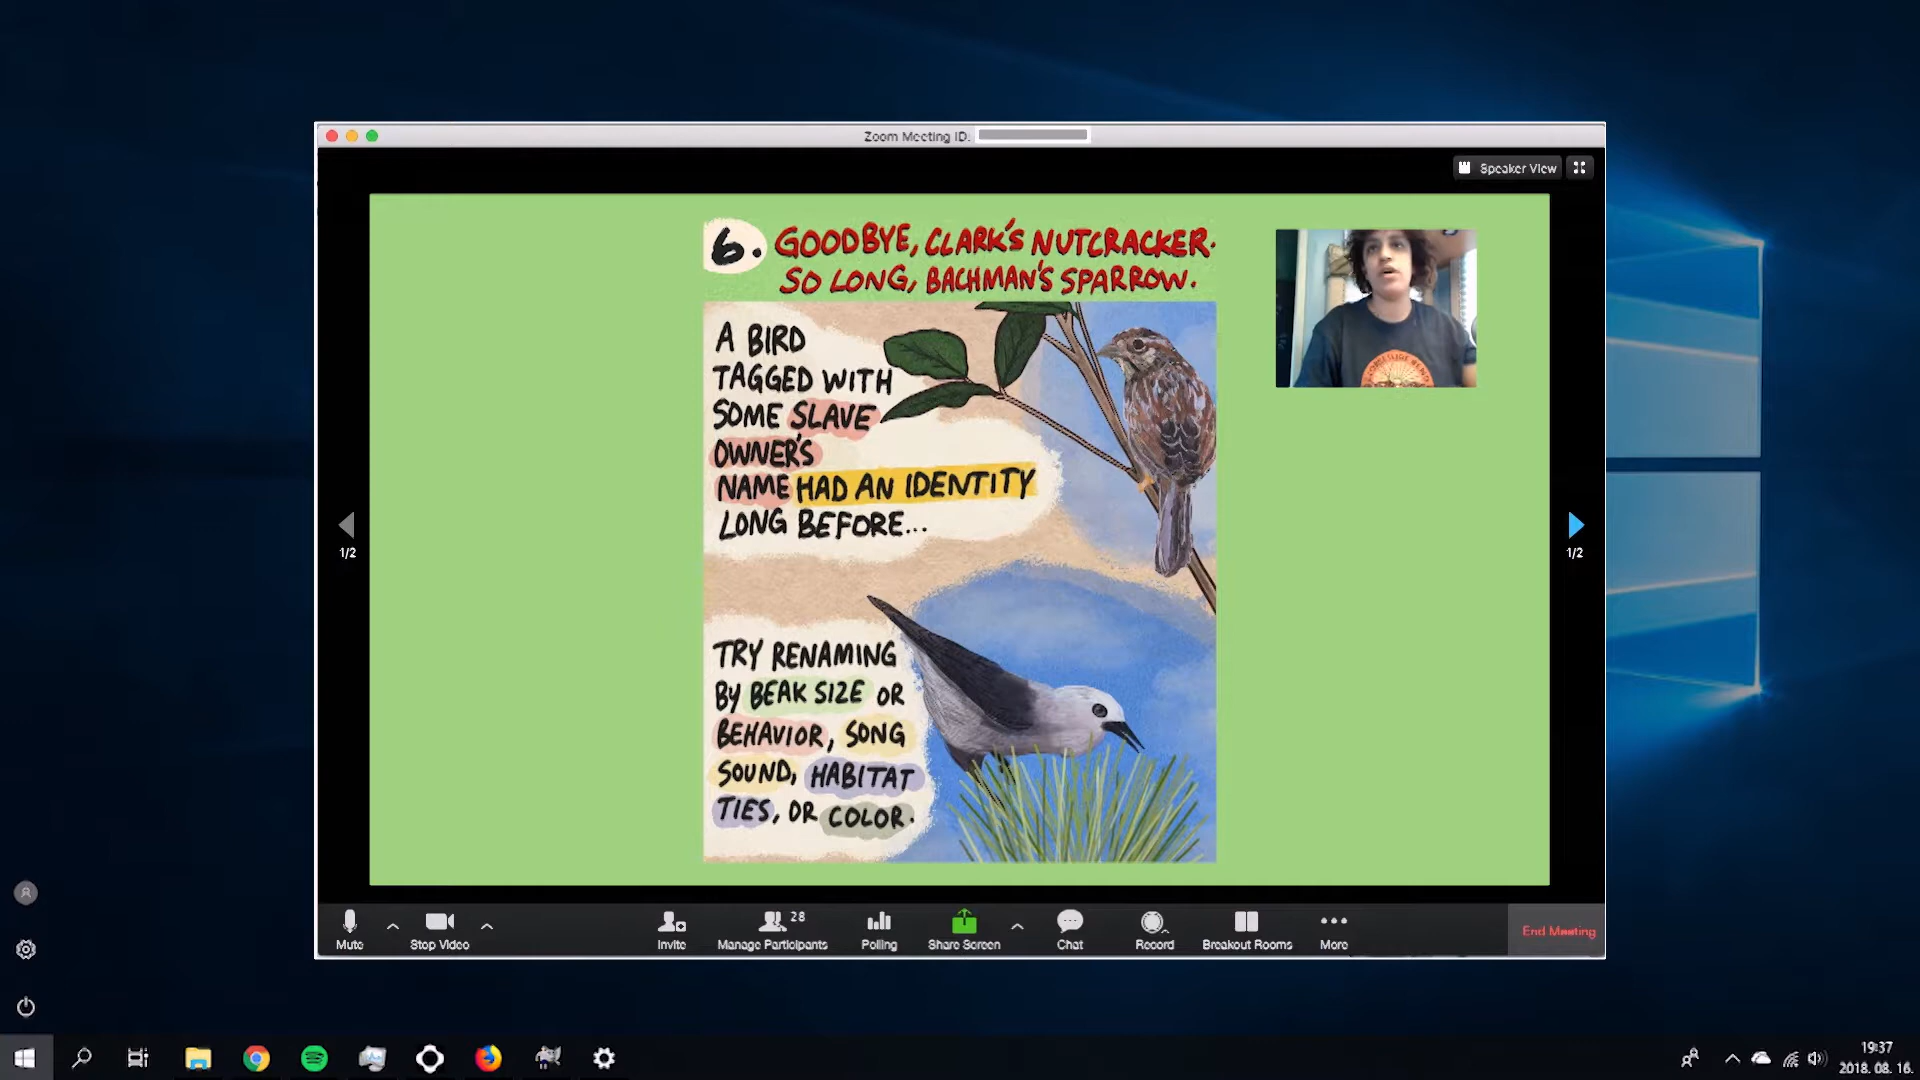 Zoom Meeting ID:
Speaker View
6. GOODBYE, CLARK'S NUTCRACKER.
SO LONG, BACHMAN'S SPARROW.
A BIRD
TAGGED WITH
SOME SLAVE
OWNER'S
NAME HAD AN IDENTITY
LONG BEFORE...
TRY RENAMING
BY BEAK SIZE OR
BEHAVIOR, SONG
SOUND, HABITAT
TIES, OR COLOR.
1/2
1/2
28
Mute
Stop Video
Invite
Manage Participants
Polling
Share Screen
Chat
Record
Breakout Rooms
More
End Meeting
19:37
2018. 08. 16.